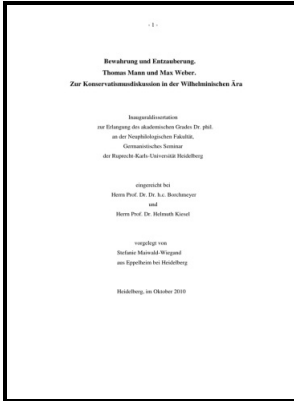 - 1 -
Bewahrung und Entzauberung.
Thomas Mann und Max Weber.
Zur Konservatismusdiskussion in der Wilhelminischen Ära
Inauguraldissertation
zur Erlangung des akademischen Grades Dr. phil.
an der Neuphilologischen Fakultät,
Germanistisches Seminar
der Ruprecht-Karls-Universität Heidelberg
eingereicht bei
Herrn Prof. Dr. Dr. h.c. Borchmeyer
und
Herrn Prof. Dr. Helmuth Kiesel
vorgelegt von
Stefanie Maiwald-Wiegand
aus Eppelheim bei Heidelberg
Heidelberg, im Oktober 2010